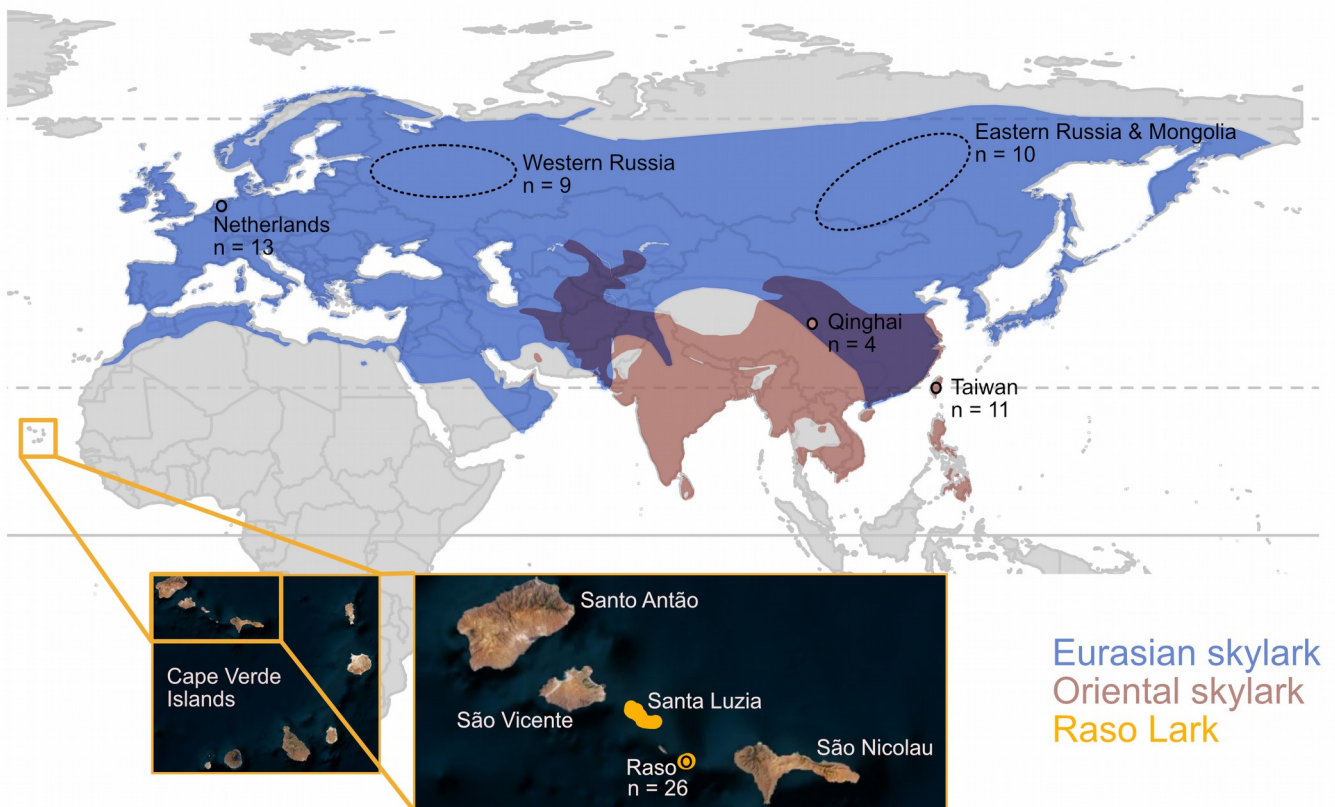 Eastern Russia & Mongolia
n = 10
Western Russia
n = 9
Netherlands
n = 13
Qinghai
n = 4
Taiwan
n = 11
Santo Antão
Cape Verde
Islands
Santa Luzia
São Vicente
São Nicolau
Raso
n = 26
Eurasian skylark
Oriental skylark
Raso Lark